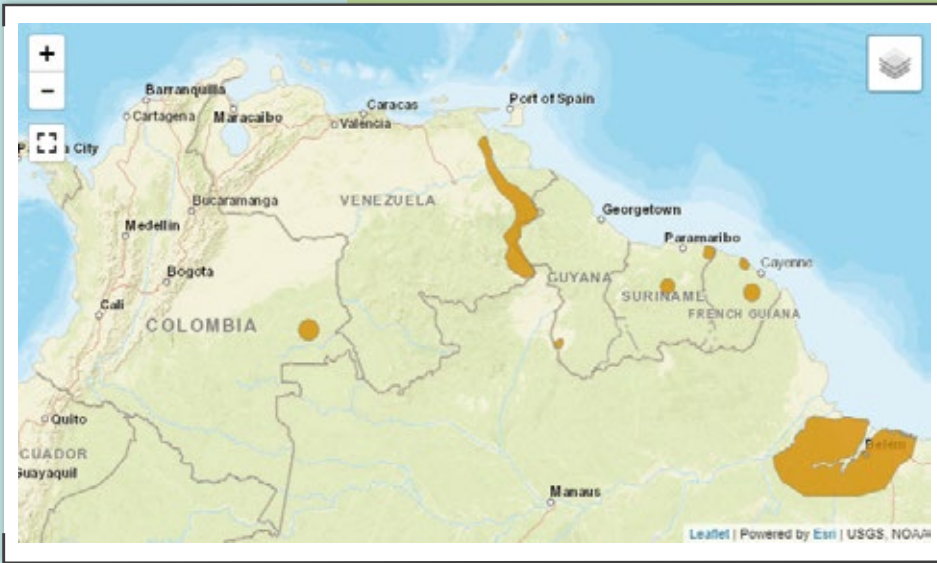 +
−
Barranquilla
Cartagena
Maracaibo
Caracas
Valencia
Port of Spain
a City
Bucaramanga
VENEZUELA
Medellin
Georgetown
Paramaribo
Cayenne
Bogota
GUYANA
SURINAME
FRENCH GUIANA
Cali
COLOMBIA
Quito
CUADOR
Guayaquil
Belem
Manaus
Leaflet | Powered by Esri | USGS, NOAA